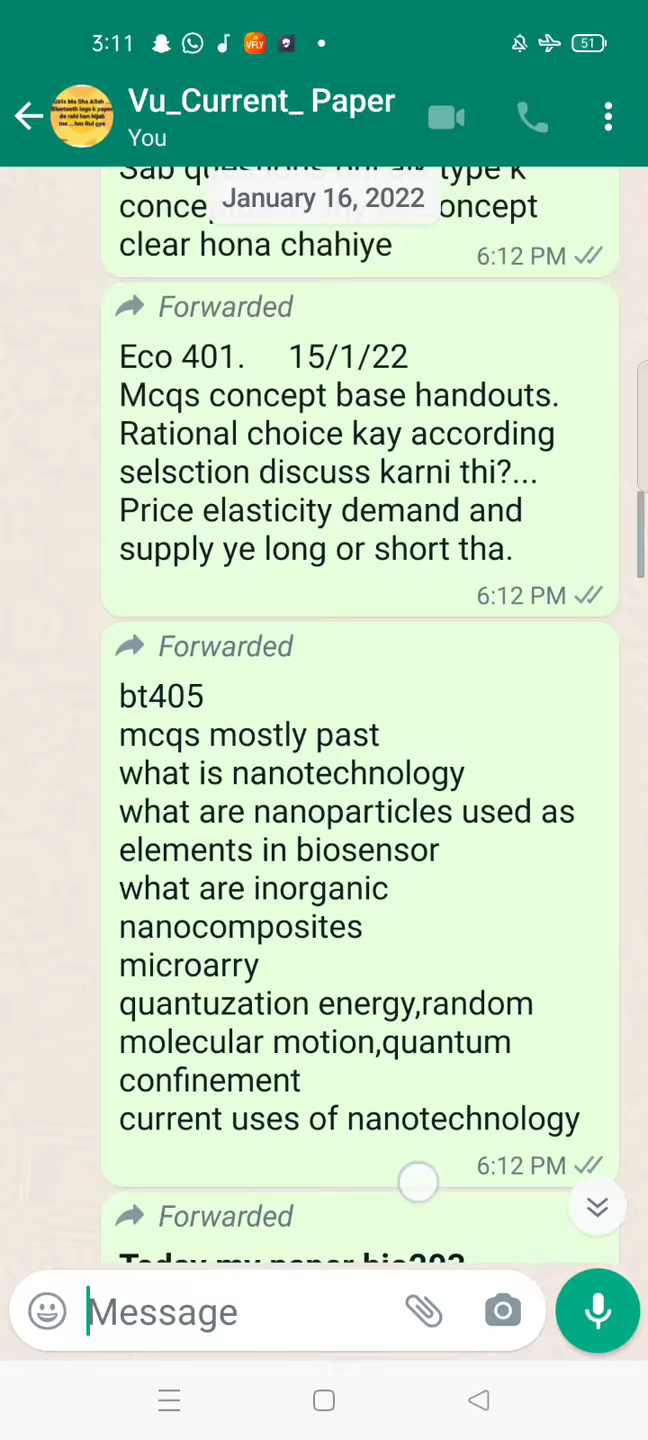 3:11
VFLY
51
Vu_Current_ Paper
You
January 16, 2022
clear hona chahiye
6:12 PM
Forwarded
Eco 401. 15/1/22
Mcqs concept base handouts.
Rational choice kay according
selsction discuss karni thi?...
Price elasticity demand and
supply ye long or short tha.
6:12 PM
Forwarded
bt405
mcqs mostly past
what is nanotechnology
what are nanoparticles used as
elements in biosensor
what are inorganic
nanocomposites
microarry
quantuzation energy,random
molecular motion,quantum
confinement
current uses of nanotechnology
6:12 PM
Forwarded
Today my paper
Message